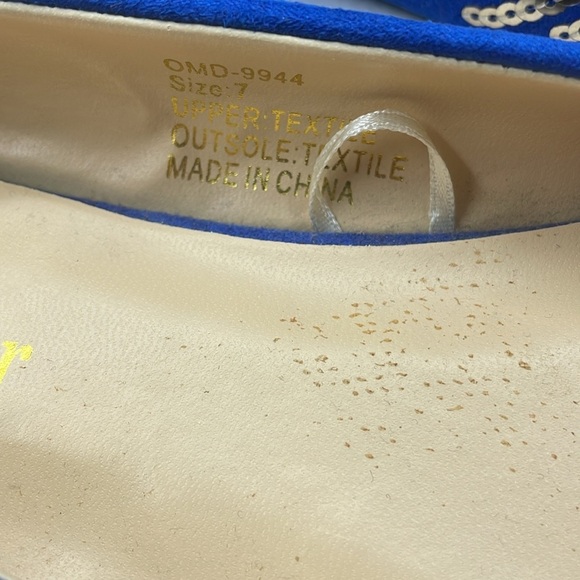 OMD-9944
Size:7
UPPER:TEXTILE
OUTSOLE:TEXTILE
MADE IN CHINA
r